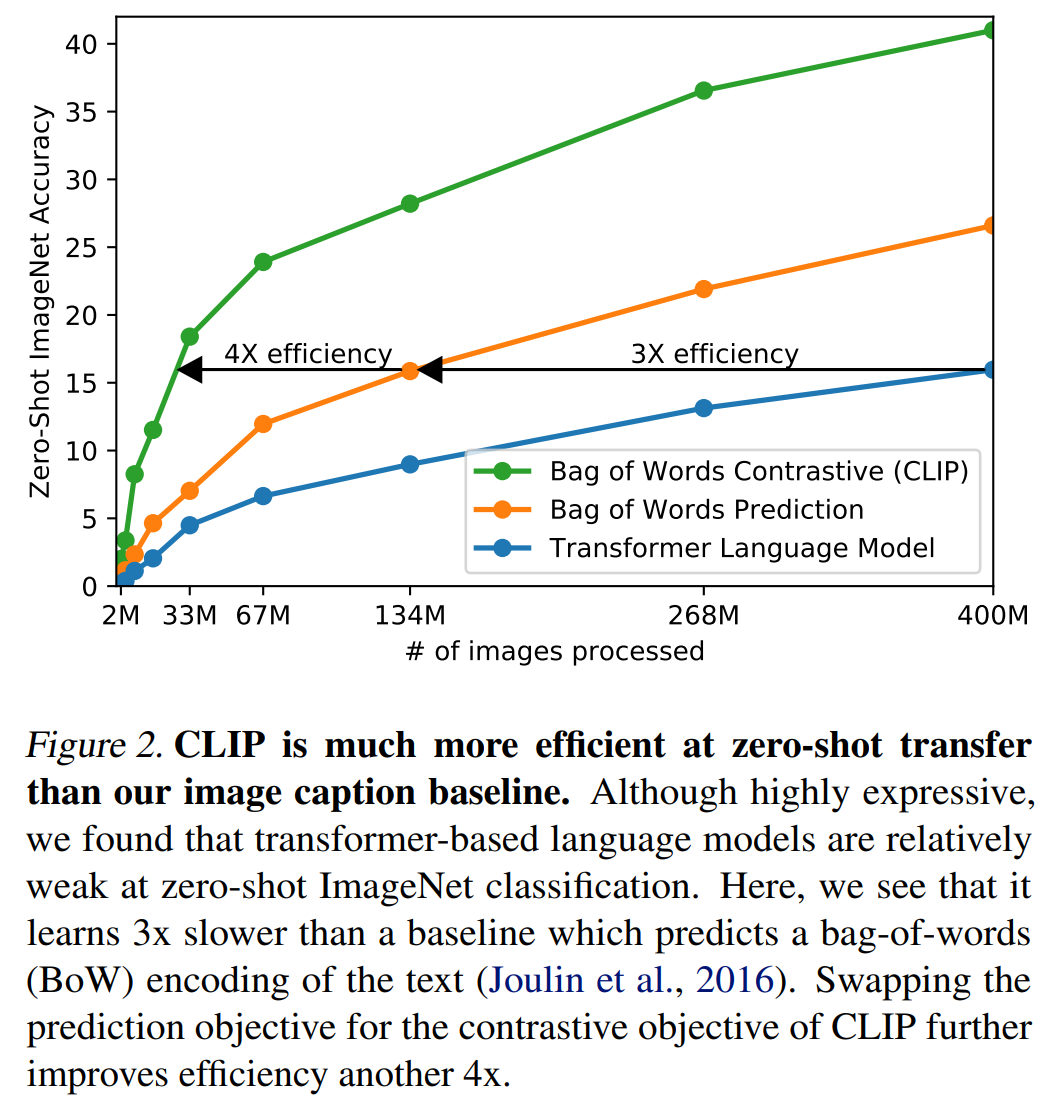 Zero-Shot ImageNet Accuracy
40
35
30
25
20
15
10
5
0
4X efficiency
3X efficiency
Bag of Words Contrastive (CLIP)
Bag of Words Prediction
Transformer Language Model
2M 33M 67M 134M 268M 400M
# of images processed
Figure 2. CLIP is much more efficient at zero-shot transfer
than our image caption baseline. Although highly expressive,
we found that transformer-based language models are relatively
weak at zero-shot ImageNet classification. Here, we see that it
learns 3x slower than a baseline which predicts a bag-of-words
(BoW) encoding of the text (Joulin et al., 2016). Swapping the
prediction objective for the contrastive objective of CLIP further
improves efficiency another 4x.